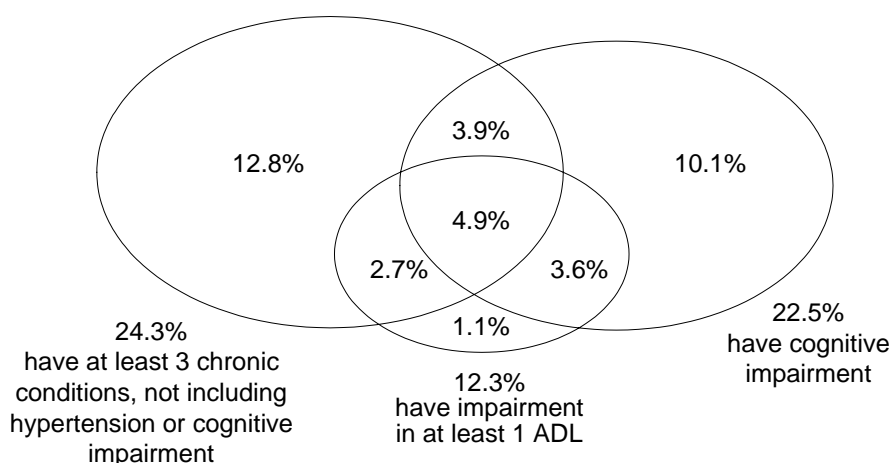 3.9%
12.8%
10.1%
4.9%
2.7%
3.6%
1.1%
24.3%
have at least 3 chronic
conditions, not including
hypertension or cognitive
impairment
12.3%
have impairment
in at least 1 ADL
22.5%
have cognitive
impairment